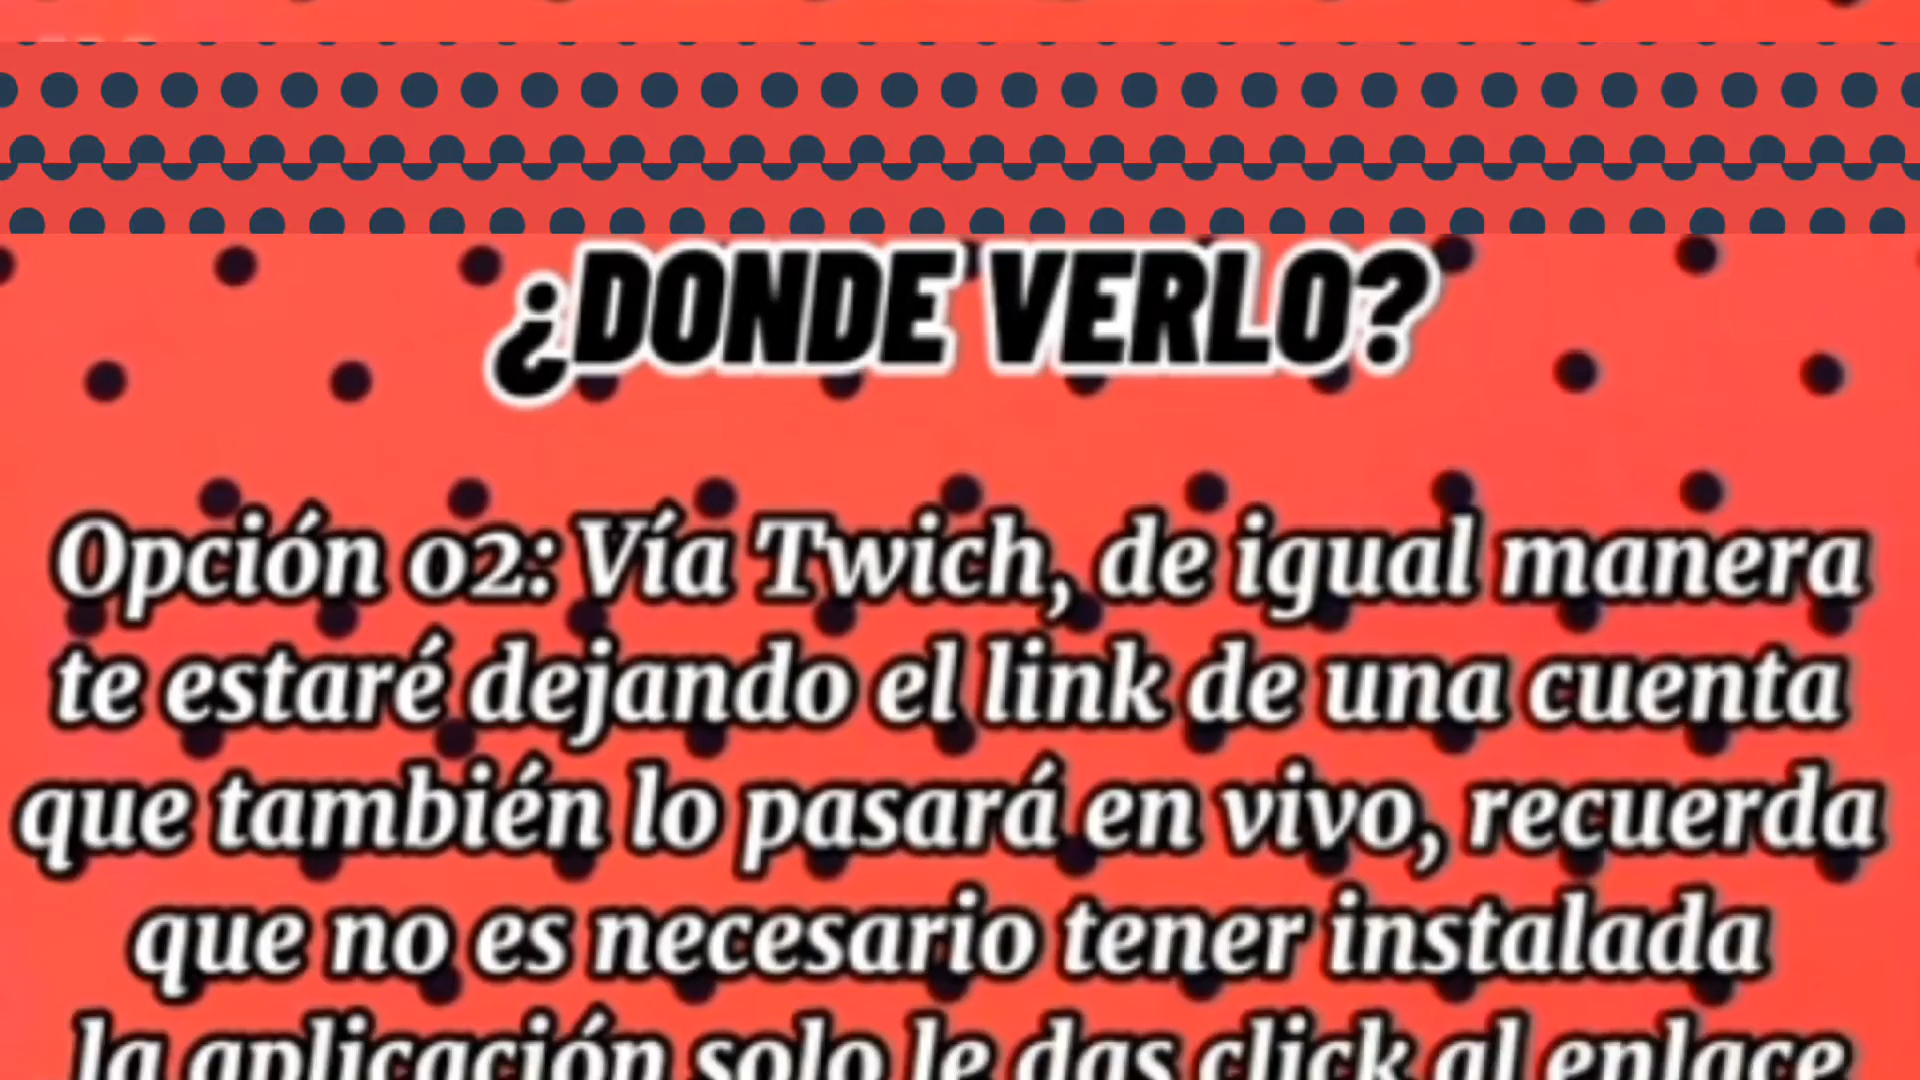 ¿DONDE VERLO?
Opción 02: Vía Twich, de igual manera
te estaré dejando el link de una cuenta
que también lo pasará en vivo, recuerda
que no es necesario tener instalada
la aplicación solo le das click al enlace